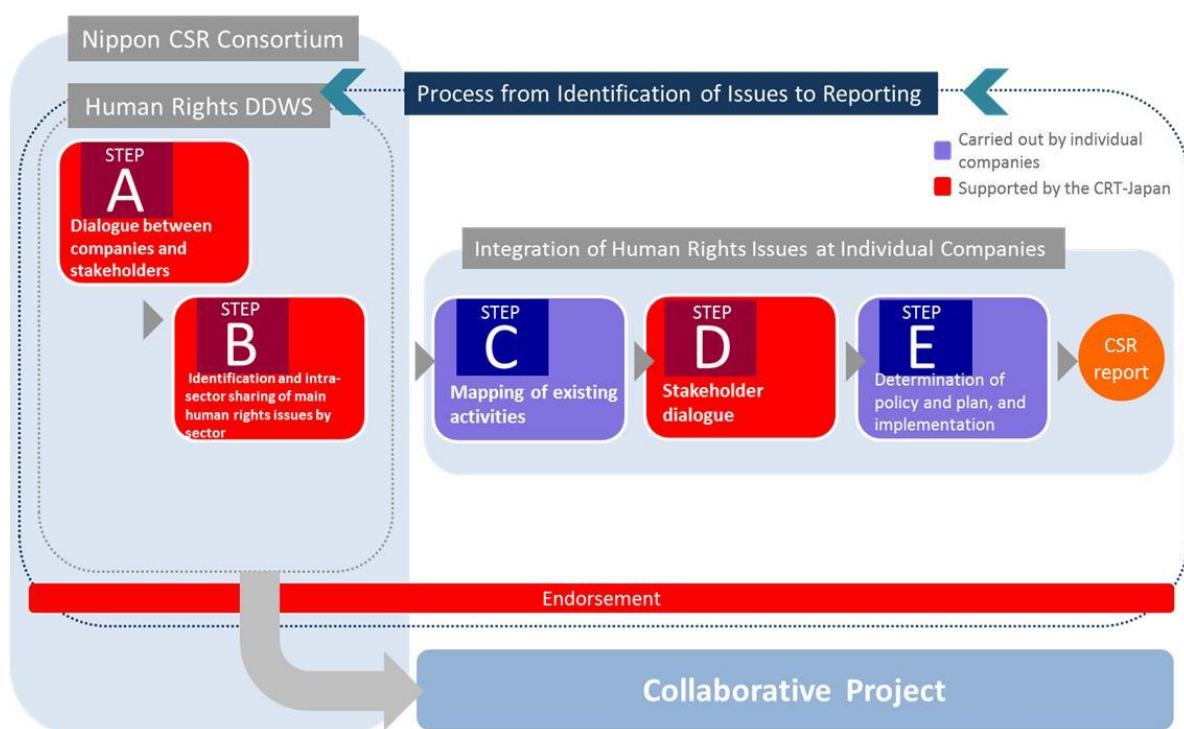 Nippon CSR Consortium
Human Rights DDWS
Process from Identification of Issues to Reporting
Carried out by individual
companies
Supported by the CRT-Japan
STEP
A
Dialogue between
companies and
stakeholders
STEP
B
Identification and intra-
sector sharing of main
human rights issues by
sector
Integration of Human Rights Issues at Individual Companies
STEP
C
Mapping of existing
activities
STEP
D
Stakeholder
dialogue
STEP
E
Determination of
policy and plan, and
implementation
CSR
report
Endorsement
Collaborative Project